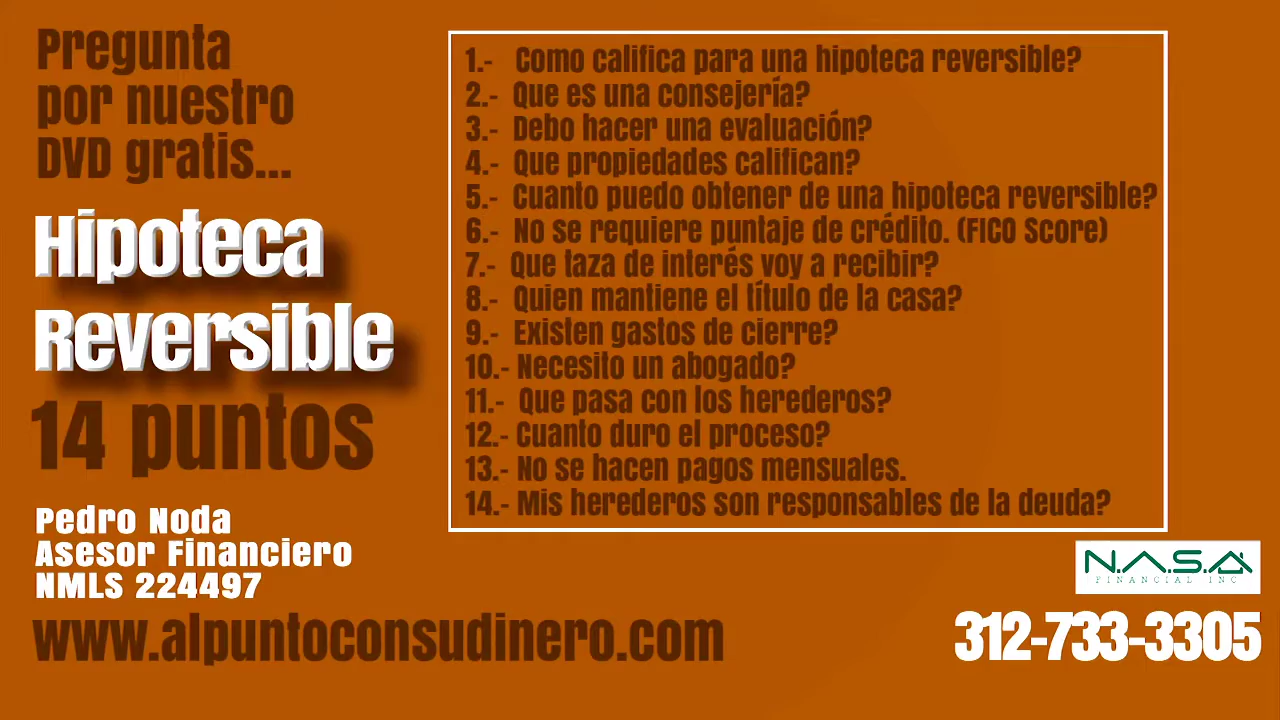 Pregunta
por nuestro
DVD gratis...
Hipoteca
Reversible
14 puntos
Pedro Noda
Asesor Financiero
NMLS 224497
www.alpuntoconsudinero.com
1.- Como califica para una hipoteca reversible?
2.- Que es una consejería?
3.- Debo hacer una evaluación?
4.- Que propiedades califican?
5.- Cuanto puedo obtener de una hipoteca reversible?
6.- No se requiere puntaje de crédito. (FICO Score)
7.- Que taza de interés voy a recibir?
8.- Quien mantiene el título de la casa?
9.- Existen gastos de cierre?
10.- Necesito un abogado?
11.- Que pasa con los herederos?
12.- Cuanto duro el proceso?
13.- No se hacen pagos mensuales.
14.- Mis herederos son responsables de la deuda?
N.A.S.A
FINANCIAL INC
312-733-3305